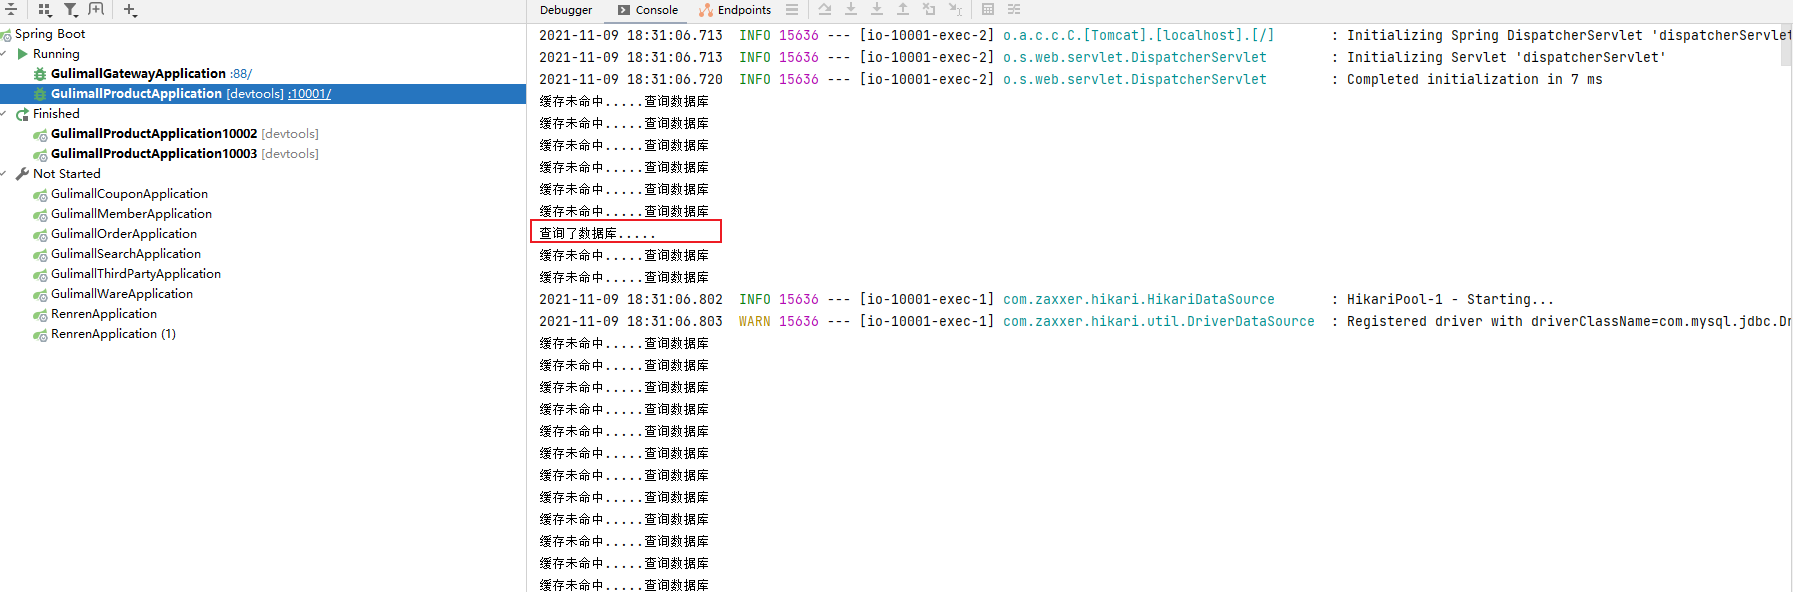 Spring Boot
Running
GulimallGatewayApplication :88/
GulimallProductApplication [devtools] :10001/
Finished
GulimallProductApplication10002 [devtools]
GulimallProductApplication10003 [devtools]
Not Started
GulimallCouponApplication
GulimallMemberApplication
GulimallOrderApplication
GulimallSearchApplication
GulimallThirdPartyApplication
GulimallWareApplication
RenrenApplication
RenrenApplication (1)
Debugger Console Endpoints
2021-11-09 18:31:06.713 INFO 15636 --- [io-10001-exec-2] o.a.c.c.C.[Tomcat].[localhost].[/] : Initializing Spring DispatcherServlet 'dispatcherServlet
2021-11-09 18:31:06.713 INFO 15636 --- [io-10001-exec-2] o.s.web.servlet.DispatcherServlet : Initializing Servlet 'dispatcherServlet'
2021-11-09 18:31:06.720 INFO 15636 --- [io-10001-exec-2] o.s.web.servlet.DispatcherServlet : Completed initialization in 7 ms
缓存未命中.....查询数据库
缓存未命中.....查询数据库
缓存未命中.....查询数据库
缓存未命中.....查询数据库
缓存未命中.....查询数据库
缓存未命中.....查询数据库
查询了数据库.....
缓存未命中.....查询数据库
缓存未命中.....查询数据库
2021-11-09 18:31:06.802 INFO 15636 --- [io-10001-exec-1] com.zaxxer.hikari.HikariDataSource : HikariPool-1 - Starting...
2021-11-09 18:31:06.803 WARN 15636 --- [io-10001-exec-1] com.zaxxer.hikari.util.DriverDataSource : Registered driver with driverClassName=com.mysql.jdbc.Dr
缓存未命中.....查询数据库
缓存未命中.....查询数据库
缓存未命中.....查询数据库
缓存未命中.....查询数据库
缓存未命中.....查询数据库
缓存未命中.....查询数据库
缓存未命中.....查询数据库
缓存未命中.....查询数据库
缓存未命中.....查询数据库
缓存未命中.....查询数据库
缓存未命中.....查询数据库
缓存未命中.....查询数据库